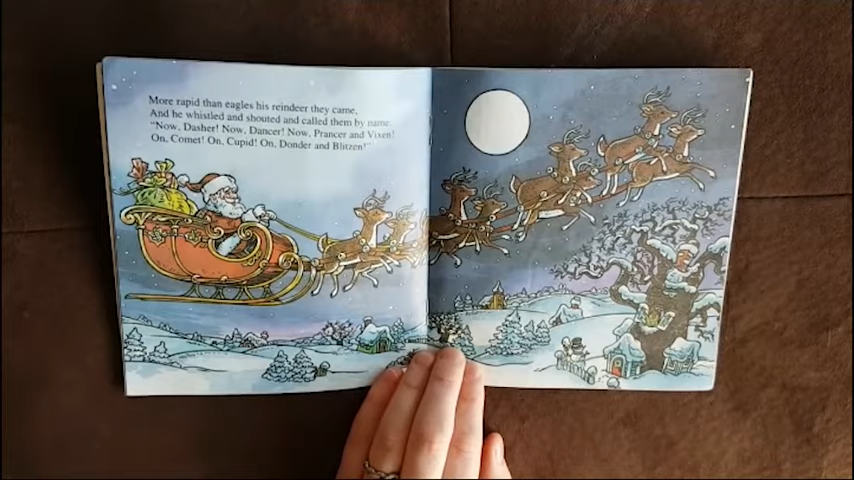 More rapid than eagles his reindeer they came,
And he whistled and shouted and called them by name.
"Now, Dasher! Now, Dancer! Now, Prancer and Vixen!
On, Comet! On, Cupid! On, Donder and Blitzen!"